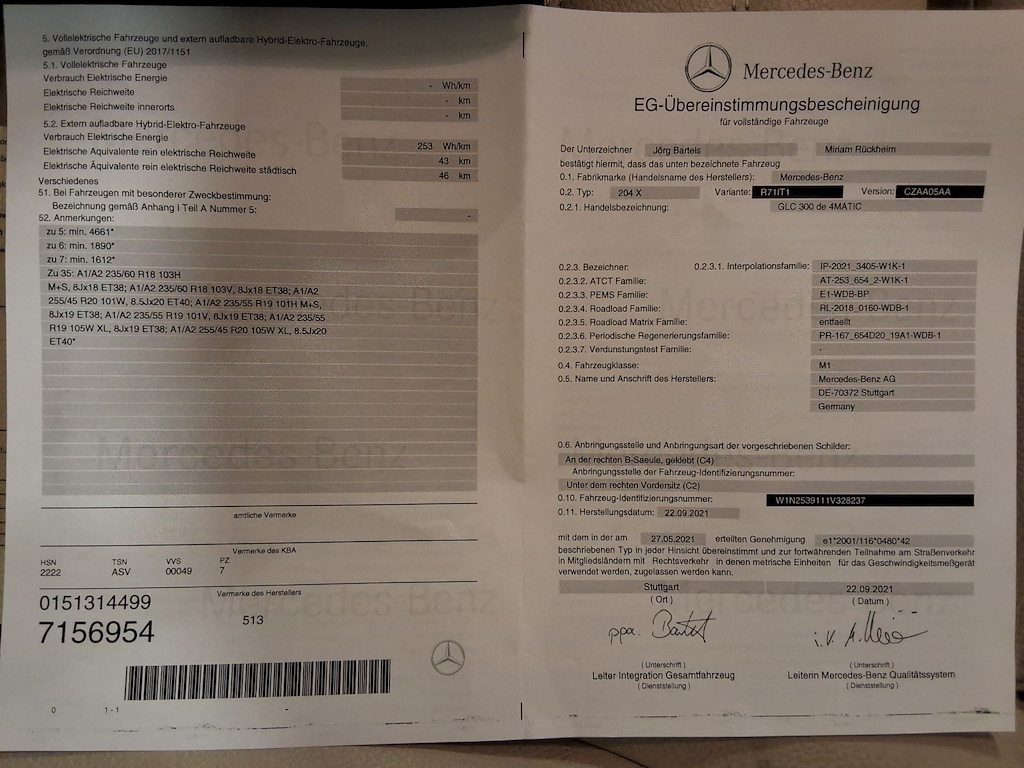 5. Vollelektrische Fahrzeuge und extern aufladbare Hybrid-Elektro-Fahrzeuge,
gemäß Verordnung (EU) 2017/1151
5.1. Vollelektrische Fahrzeuge
Verbrauch Elektrische Energie - Wh/km
Elektrische Reichweite - km
Elektrische Reichweite innerorts - km
5.2. Extern aufladbare Hybrid-Elektro-Fahrzeuge
Verbrauch Elektrische Energie 253 Wh/km
Elektrische Äquivalente rein elektrische Reichweite 43 km
Elektrische Äquivalente rein elektrische Reichweite städtisch 46 km
Verschiedenes
51. Bei Fahrzeugen mit besonderer Zweckbestimmung:
Bezeichnung gemäß Anhang I Teil A Nummer 5: -
52. Anmerkungen:
zu 5: min. 4661*
zu 6: min. 1890*
zu 7: min. 1612*
Zu 35: A1/A2 235/60 R18 103H
M+S, 8Jx18 ET38; A1/A2 235/60 R18 103V, 8Jx18 ET38; A1/A2
255/45 R20 101W, 8.5Jx20 ET40; A1/A2 235/55 R19 101H M+S,
8Jx19 ET38; A1/A2 235/55 R19 101V, 8Jx19 ET38; A1/A2 235/55
R19 105W XL, 8Jx19 ET38; A1/A2 255/45 R20 105W XL, 8.5Jx20
ET40*
amtliche Vermerke
Vermerke des KBA
HSN TSN VVS PZ
2222 ASV 00049 7
Vermerke des Herstellers
0151314499
7156954 513
0 1-1 -
Mercedes-Benz
EG-Übereinstimmungsbescheinigung
für vollständige Fahrzeuge
Der Unterzeichner Jörg Bartels Miriam Rückheim
bestätigt hiermit, dass das unten bezeichnete Fahrzeug
0.1. Fabrikmarke (Handelsname des Herstellers): Mercedes-Benz
0.2. Typ: 204 X Variante: R71IT1 Version: CZAA05AA
0.2.1. Handelsbezeichnung: GLC 300 de 4MATIC
0.2.3. Bezeichner: 0.2.3.1. Interpolationsfamilie: IP-2021_3405-W1K-1
0.2.3.2. ATCT Familie: AT-253_654_2-W1K-1
0.2.3.3. PEMS Familie: E1-WDB-BP
0.2.3.4. Roadload Familie: RL-2018_0160-WDB-1
0.2.3.5. Roadload Matrix Familie: entfaellt
0.2.3.6. Periodische Regenerierungsfamilie: PR-167_654D20_19A1-WDB-1
0.2.3.7. Verdunstungstest Familie: -
0.4. Fahrzeugklasse: M1
0.5. Name und Anschrift des Herstellers: Mercedes-Benz AG
DE-70372 Stuttgart
Germany
0.6. Anbringungsstelle und Anbringungsart der vorgeschriebenen Schilder:
An der rechten B-Saeule, geklebt (C4)
Anbringungsstelle der Fahrzeug-Identifizierungsnummer:
Unter dem rechten Vordersitz (C2)
0.10. Fahrzeug-Identifizierungsnummer: W1N2539111V328237
0.11. Herstellungsdatum: 22.09.2021
mit dem in der am 27.05.2021 erteilten Genehmigung e1*2001/116*0480*42
beschriebenen Typ in jeder Hinsicht übereinstimmt und zur fortwährenden Teilnahme am Straßenverkehr
in Mitgliedsländern mit Rechtsverkehr in denen metrische Einheiten für das Geschwindigkeitsmeßgerät
verwendet werden, zugelassen werden kann.
Stuttgart 22.09.2021
( Ort ) ( Datum )
ppa.
( Unterschrift ) ( Unterschrift )
Leiter Integration Gesamtfahrzeug Leiterin Mercedes-Benz Qualitätssystem
( Dienststellung ) ( Dienststellung )